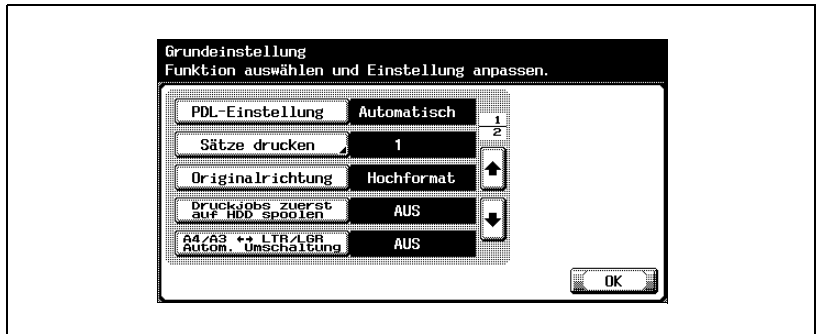 Grundeinstellung
Funktion auswählen und Einstellung anpassen.
PDL-Einstellung Automatisch
1
2
Sätze drucken 1
Originalrichtung Hochformat
Druckjobs zuerst
auf HDD spoolen AUS
A4/A3 ↔ LTR/LGR
Autom. Umschaltung AUS
OK